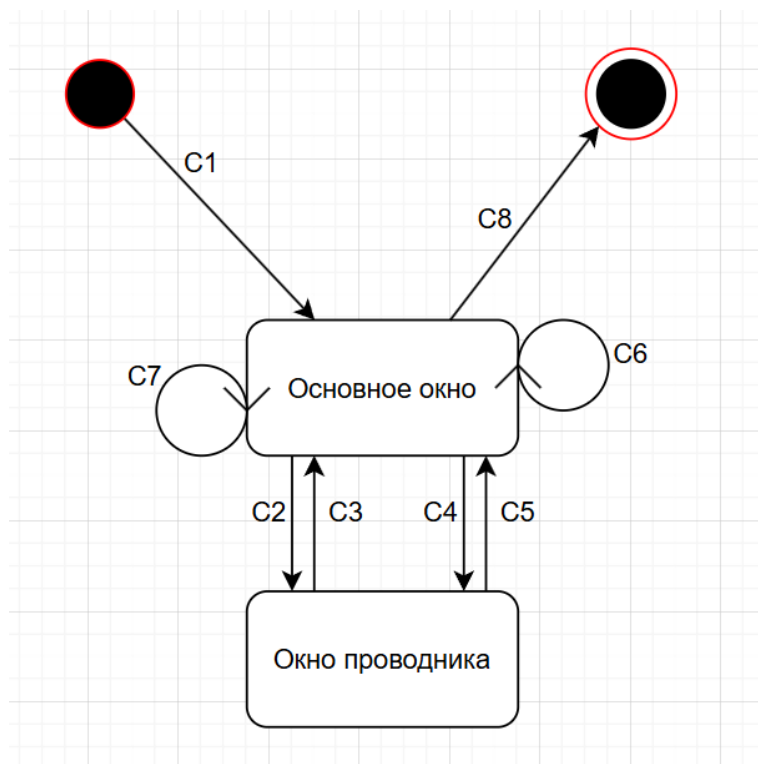 C1
C8
C7
C6
Основное окно
C2
C3
C4
C5
Окно проводника